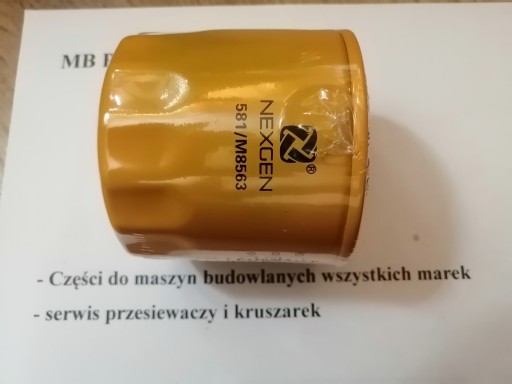 MB
NEXGEN
®
581/M8563
- Części do maszyn budowlanych wszystkich marek
- serwis przesiewaczy i kruszarek